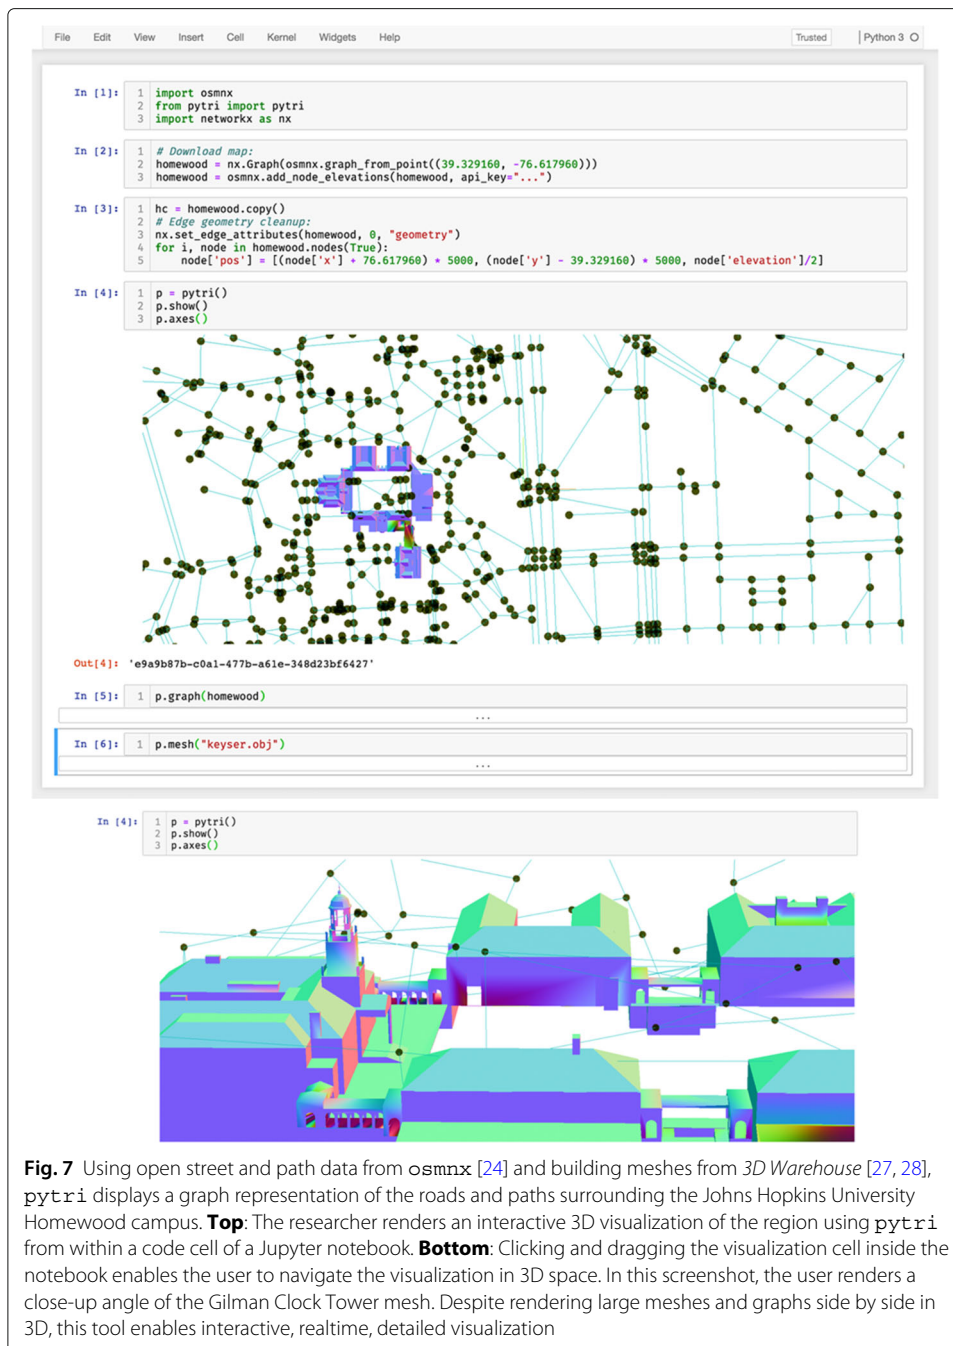 File Edit View Insert Cell Kernel Widgets Help Trusted Python 3
In [1]: 1 import osmnx
2 from pytri import pytri
3 import networkx as nx
In [2]: 1 # Download map:
2 homewood = nx.Graph(osmnx.graph_from_point((39.329160, -76.617960)))
3 homewood = osmnx.add_node_elevations(homewood, api_key="...")
In [3]: 1 hc = homewood.copy()
2 # Edge geometry cleanup:
3 nx.set_edge_attributes(homewood, 0, "geometry")
4 for i, node in homewood.nodes(True):
5 node['pos'] = [(node['x'] + 76.617960) * 5000, (node['y'] - 39.329160) * 5000, node['elevation']/2]
In [4]: 1 p = pytri()
2 p.show()
3 p.axes()
Out[4]: 'e9a9b87b-c0a1-477b-a61e-348d23bf6427'
In [5]: 1 p.graph(homewood)
...
In [6]: 1 p.mesh("keyser.obj")
...
In [4]: 1 p = pytri()
2 p.show()
3 p.axes()
Fig. 7 Using open street and path data from osmnx [24] and building meshes from 3D Warehouse [27, 28],
pytri displays a graph representation of the roads and paths surrounding the Johns Hopkins University
Homewood campus. Top: The researcher renders an interactive 3D visualization of the region using pytri
from within a code cell of a Jupyter notebook. Bottom: Clicking and dragging the visualization cell inside the
notebook enables the user to navigate the visualization in 3D space. In this screenshot, the user renders a
close-up angle of the Gilman Clock Tower mesh. Despite rendering large meshes and graphs side by side in
3D, this tool enables interactive, realtime, detailed visualization